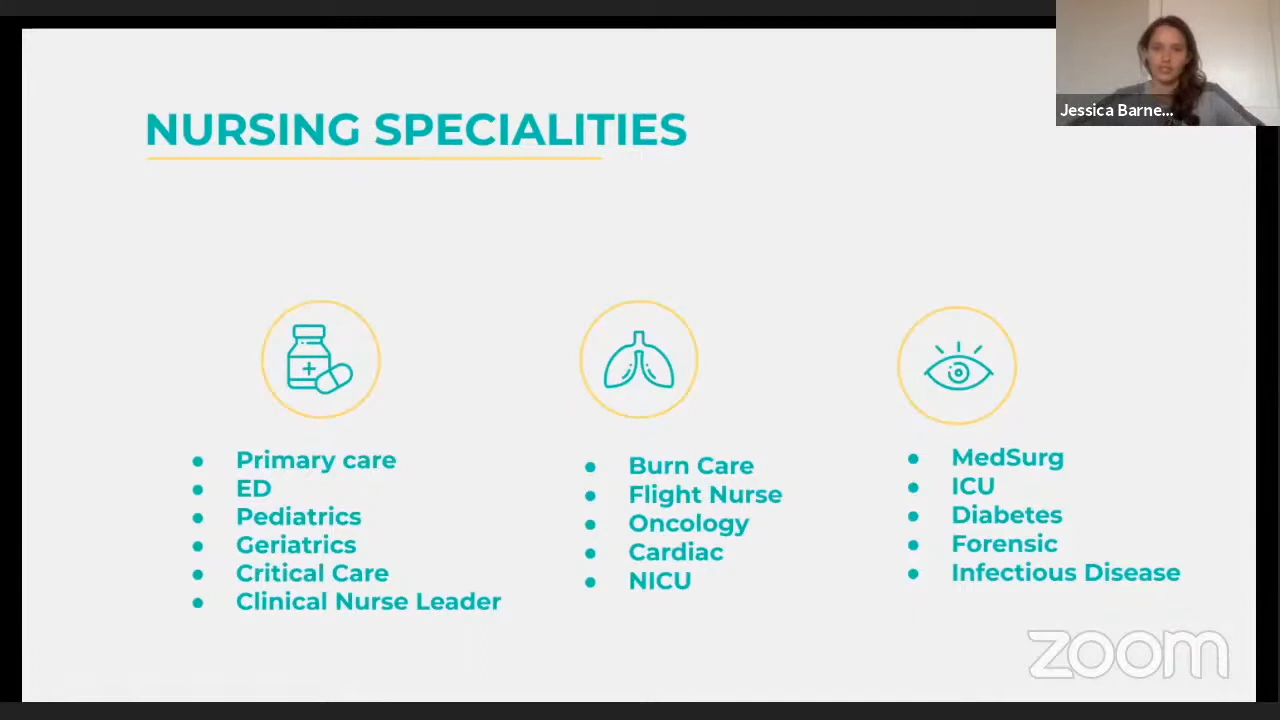 Jessica Barne...
NURSING SPECIALITIES
Primary care
ED
Pediatrics
Geriatrics
Critical Care
Clinical Nurse Leader
Burn Care
Flight Nurse
Oncology
Cardiac
NICU
MedSurg
ICU
Diabetes
Forensic
Infectious Disease
zoom